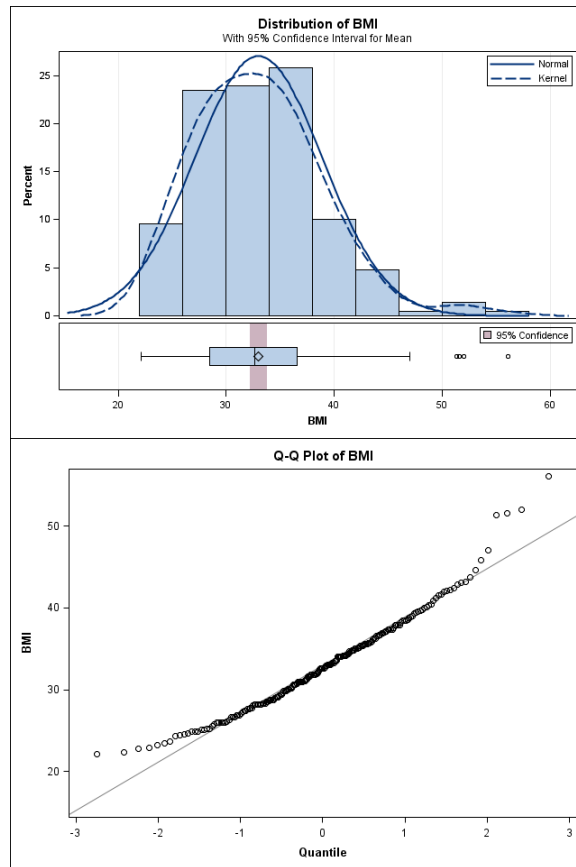 Distribution of BMI
With 95% Confidence Interval for Mean
Normal
Kernel
25
20
15
10
5
0
Percent
95% Confidence
20 30 40 50 60
BMI
Q-Q Plot of BMI
50
40
30
20
BMI
-3 -2 -1 0 1 2 3
Quantile